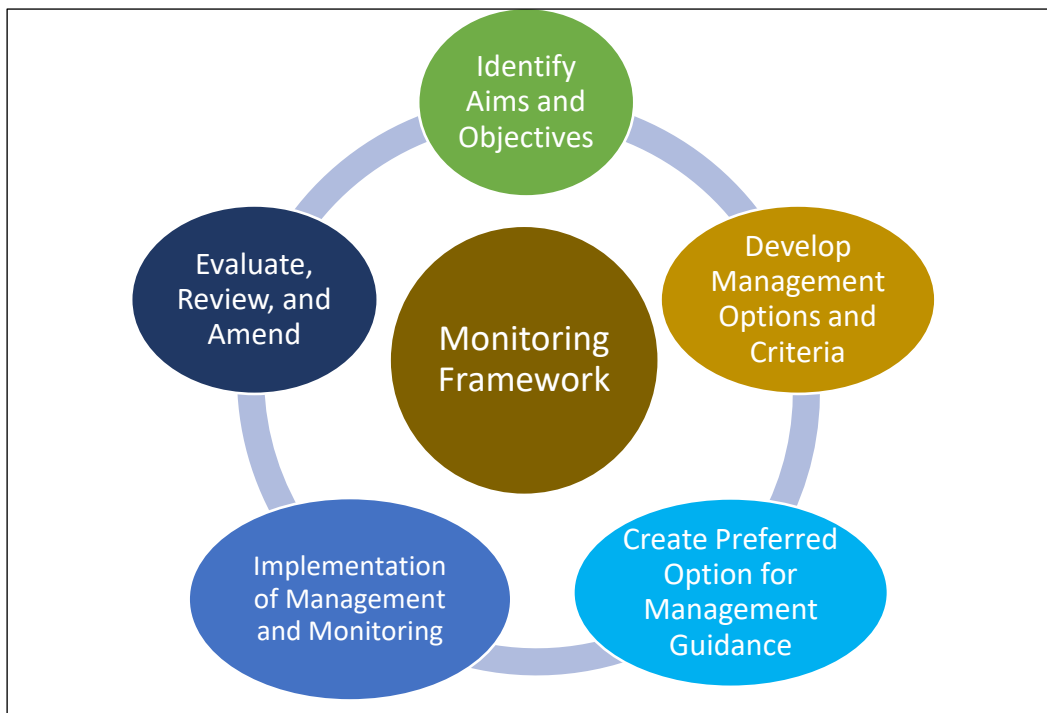 Identify
Aims and
Objectives
Develop
Management
Options and
Criteria
Create Preferred
Option for
Management
Guidance
Implementation
of Management
and Monitoring
Evaluate,
Review, and
Amend
Monitoring
Framework